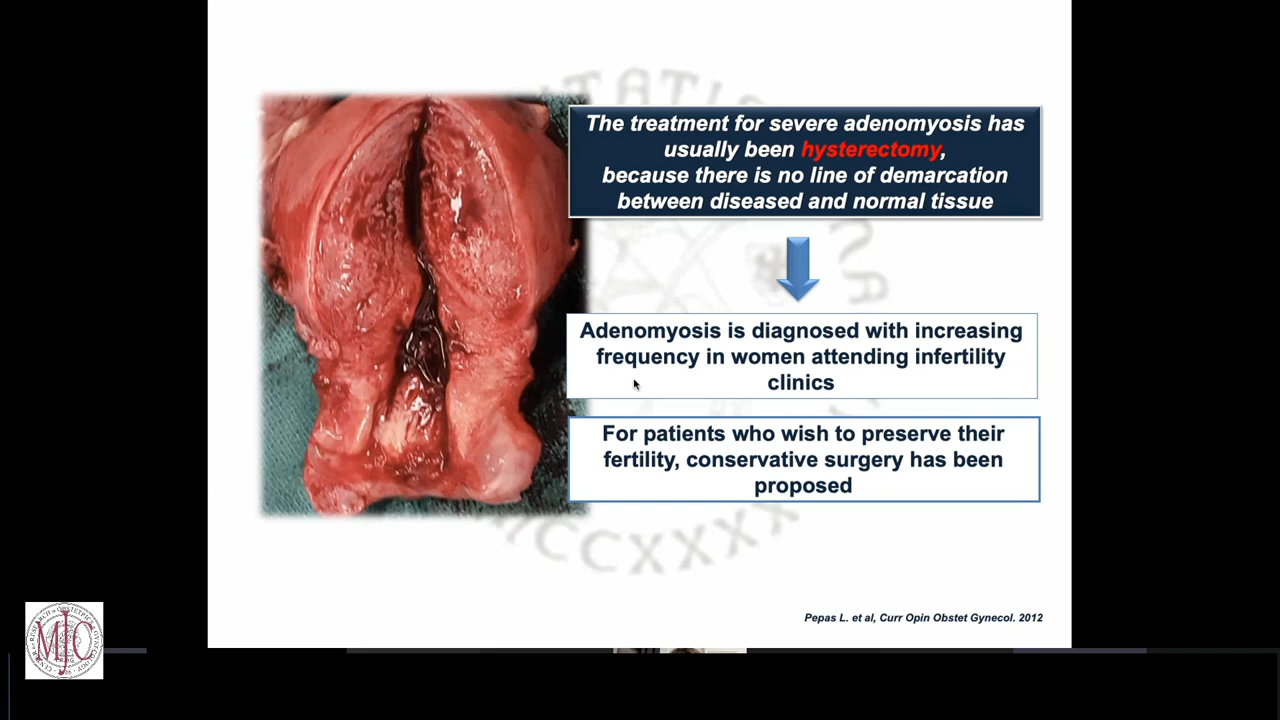 The treatment for severe adenomyosis has
usually been hysterectomy,
because there is no line of demarcation
between diseased and normal tissue
Adenomyosis is diagnosed with increasing
frequency in women attending infertility
clinics
For patients who wish to preserve their
fertility, conservative surgery has been
proposed
Pepas L. et al, Curr Opin Obstet Gynecol. 2012
MJC